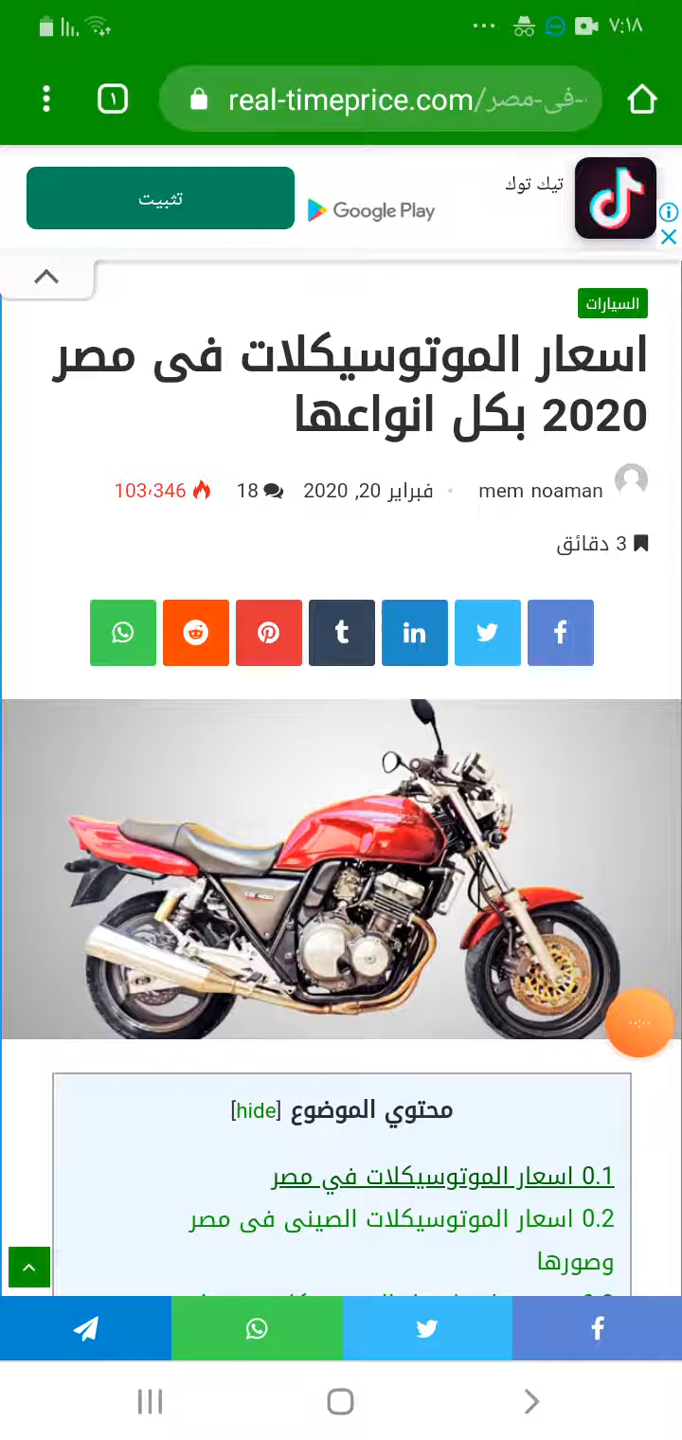 ٧:١٨
١
real-timeprice.com/في-مصر-
تيك توك
Google Play
تثبيت
السيارات
اسعار الموتوسيكلات فى مصر
2020 بكل انواعها
mem noaman
فبراير 20, 2020
18
103٬346
3 دقائق
محتوي الموضوع [hide]
0.1 اسعار الموتوسيكلات في مصر
0.2 اسعار الموتوسيكلات الصينى فى مصر
وصورها